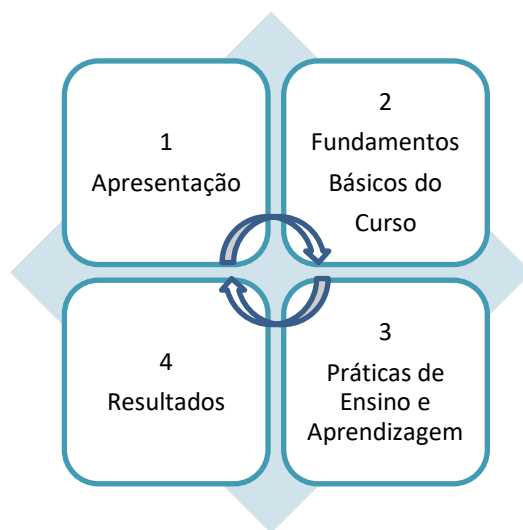 1
Apresentação
2
Fundamentos
Básicos do
Curso
4
Resultados
3
Práticas de
Ensino e
Aprendizagem